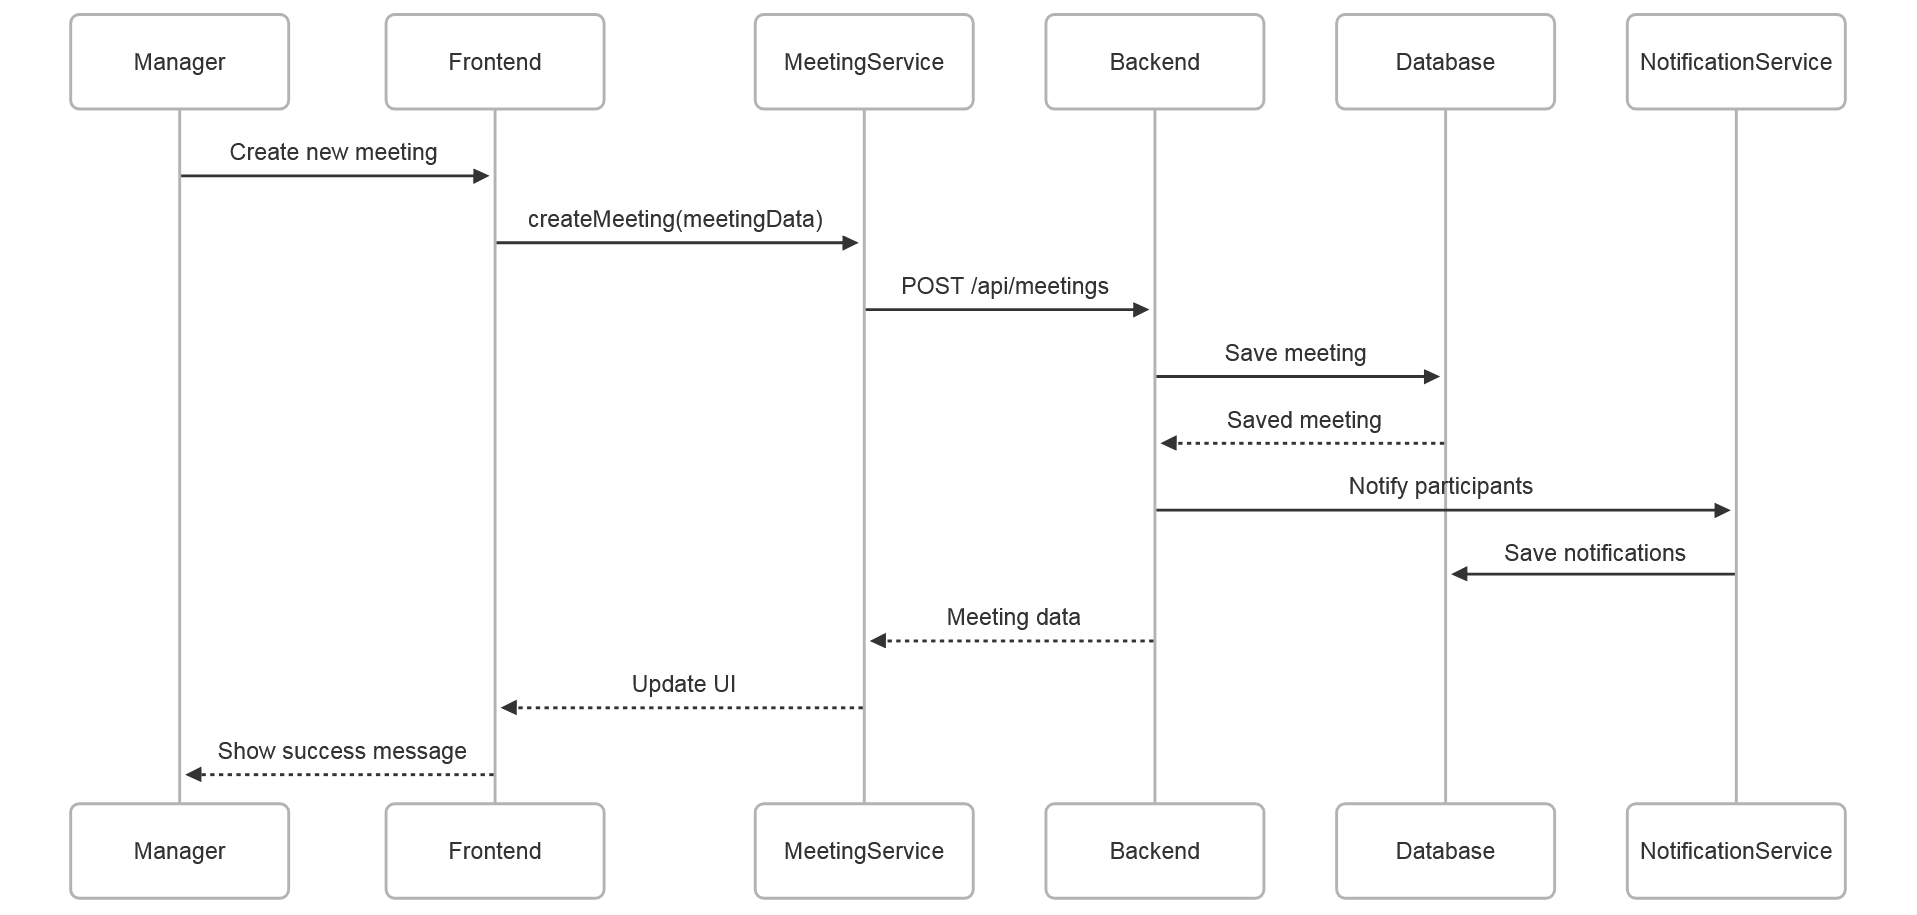 Manager
Frontend
MeetingService
Backend
Database
NotificationService
Create new meeting
createMeeting(meetingData)
POST /api/meetings
Save meeting
Saved meeting
Notify participants
Save notifications
Meeting data
Update UI
Show success message
Manager
Frontend
MeetingService
Backend
Database
NotificationService